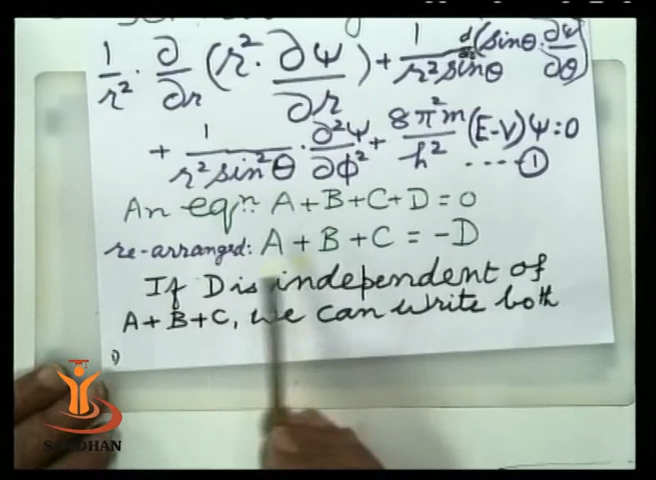 1/r² · ∂/∂r (r² · ∂Ψ/∂r) + 1/r² sinθ d/dθ (sinθ · ∂Ψ/∂θ)
+ 1/r² sin²θ · ∂²Ψ/∂ϕ² + 8π²m/h² (E-V)Ψ = 0
.....①
An eqn: A+B+C+D = 0
re-arranged: A + B + C = -D
If D is independent of
A+B+C, we can write both